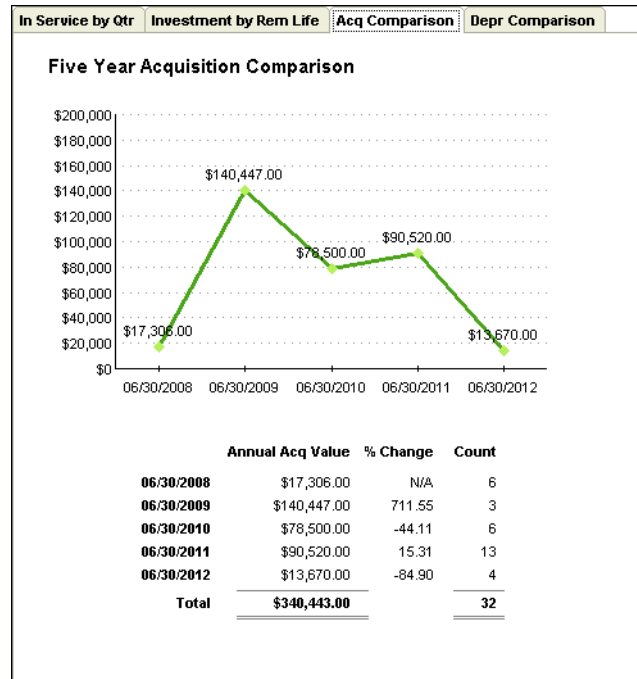 In Service by Qtr Investment by Rem Life Acq Comparison Depr Comparison
Five Year Acquisition Comparison
$200,000
$180,000
$160,000
$140,447.00
$140,000
$120,000
$100,000
$90,520.00
$78,500.00
$80,000
$60,000
$40,000
$17,306.00
$13,670.00
$20,000
$0
06/30/2008 06/30/2009 06/30/2010 06/30/2011 06/30/2012
Annual Acq Value % Change Count
06/30/2008 $17,306.00 N/A 6
06/30/2009 $140,447.00 711.55 3
06/30/2010 $78,500.00 -44.11 6
06/30/2011 $90,520.00 15.31 13
06/30/2012 $13,670.00 -84.90 4
Total $340,443.00 32